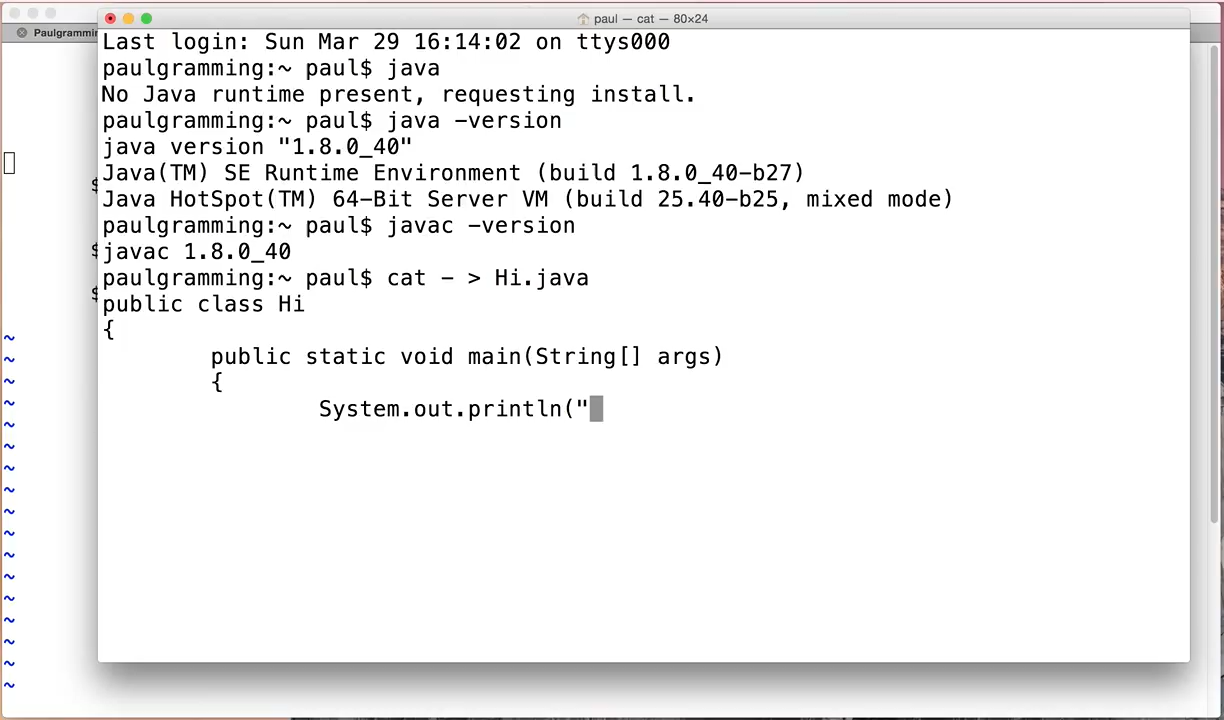 paul — cat — 80×24
Paulgrammin
Last login: Sun Mar 29 16:14:02 on ttys000
paulgramming:~ paul$ java
No Java runtime present, requesting install.
paulgramming:~ paul$ java -version
java version "1.8.0_40"
Java(TM) SE Runtime Environment (build 1.8.0_40-b27)
$
Java HotSpot(TM) 64-Bit Server VM (build 25.40-b25, mixed mode)
paulgramming:~ paul$ javac -version
$
javac 1.8.0_40
paulgramming:~ paul$ cat - > Hi.java
$
public class Hi
{
~
public static void main(String[] args)
~
{
~
System.out.println("
~
~
~
~
~
~
~
~
~
~
~
~
~
~